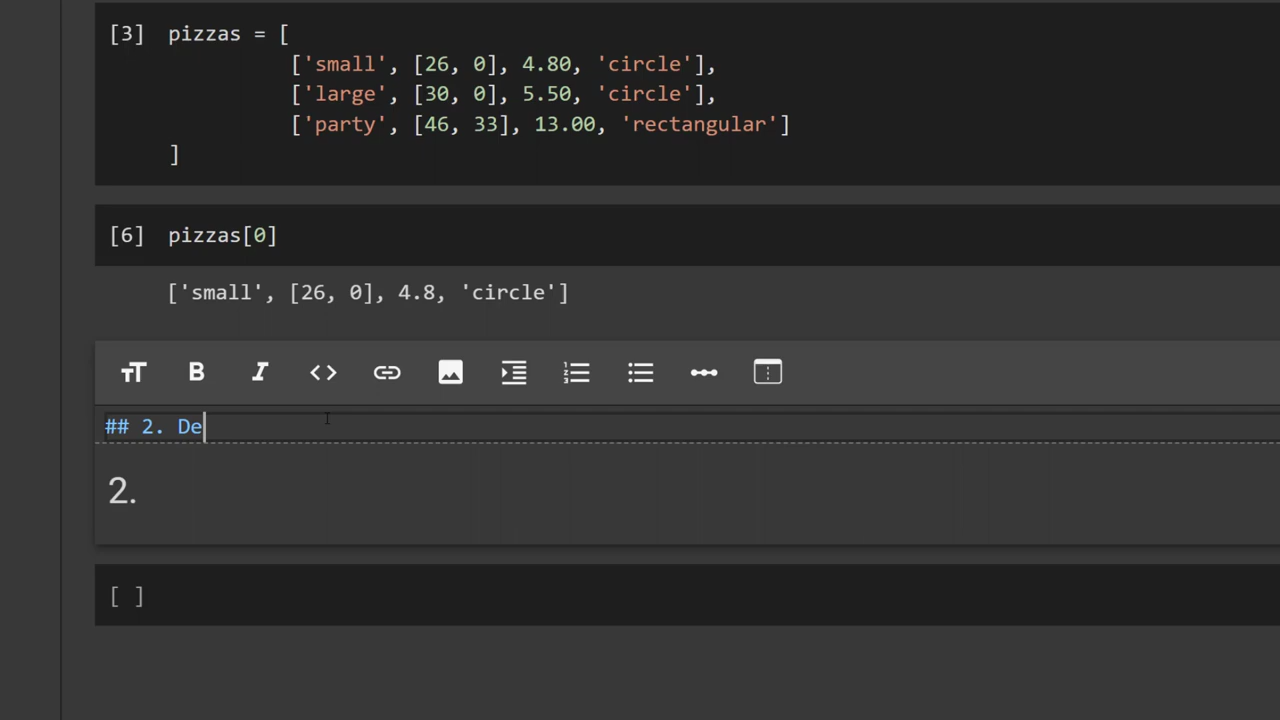 [3] pizzas = [
['small', [26, 0], 4.80, 'circle'],
['large', [30, 0], 5.50, 'circle'],
['party', [46, 33], 13.00, 'rectangular']
]
[6] pizzas[0]
['small', [26, 0], 4.8, 'circle']
## 2. De
2.
[ ]